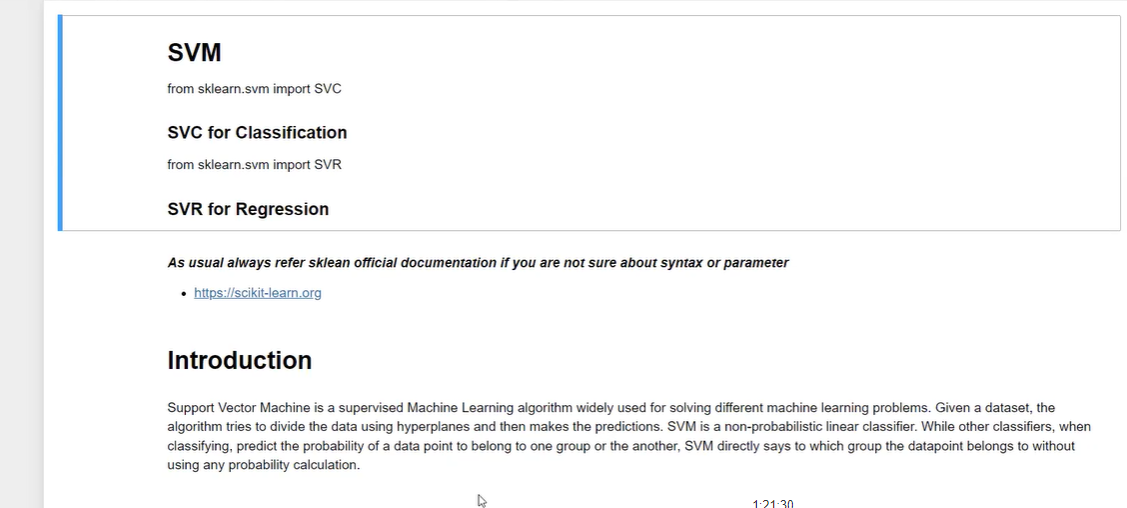 SVM
from sklearn.svm import SVC
SVC for Classification
from sklearn.svm import SVR
SVR for Regression
As usual always refer sklean official documentation if you are not sure about syntax or parameter
https://scikit-learn.org
Introduction
Support Vector Machine is a supervised Machine Learning algorithm widely used for solving different machine learning problems. Given a dataset, the
algorithm tries to divide the data using hyperplanes and then makes the predictions. SVM is a non-probabilistic linear classifier. While other classifiers, when
classifying, predict the probability of a data point to belong to one group or the another, SVM directly says to which group the datapoint belongs to without
using any probability calculation.
1:21:30